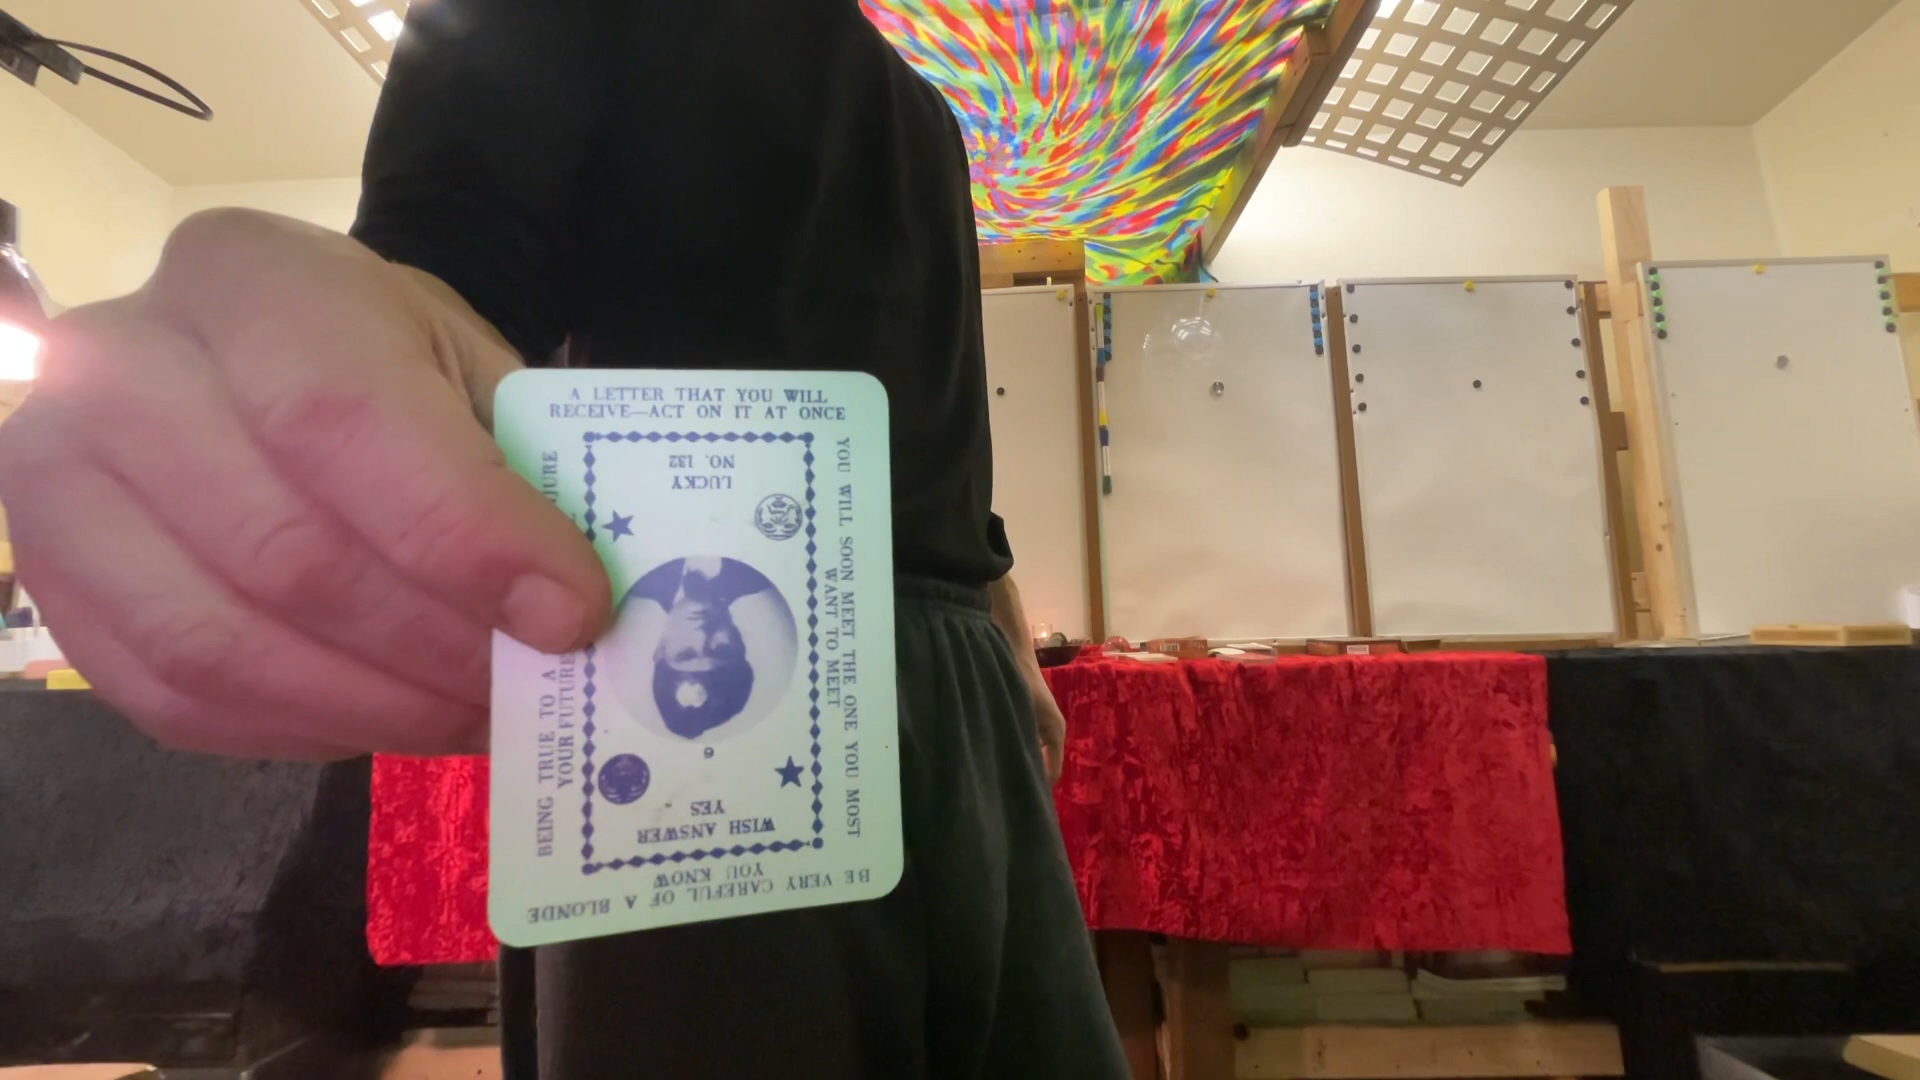 A LETTER THAT YOU WILL
RECEIVE—ACT ON IT AT ONCE
YOU WILL SOON MEET THE ONE YOU MOST
WANT TO MEET
BE VERY CAREFUL OF A BLONDE
YOU KNOW
BEING TRUE TO A
YOUR FUTURE
LUCKY
NO. 132
6
WISH ANSWER
YES